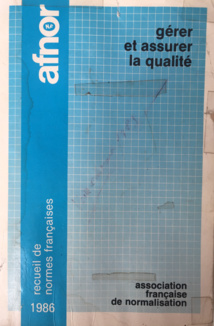 afnor
gérer
et assurer
la qualité
recueil de
normes françaises
1986
association
française
de normalisation